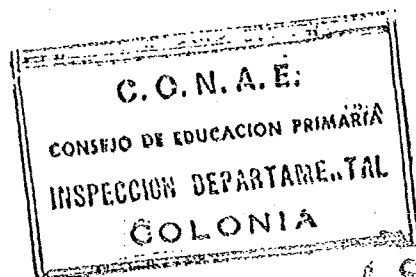 C.O.N.A.E.
CONSEJO DE EDUCACION PRIMARIA
INSPECCION DEPARTAMENTAL
COLONIA